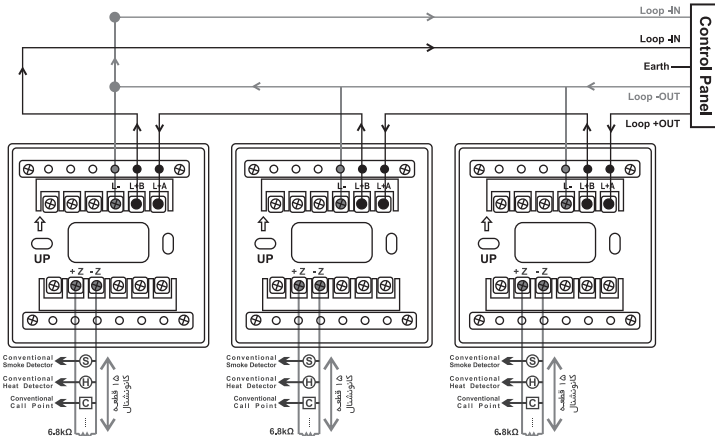 Loop -IN
Loop -IN
Earth
Loop -OUT
Loop +OUT
Control Panel
L- L+B L+A
L- L+B L+A
L- L+B L+A
UP
UP
UP
+ Z - Z
+ Z - Z
+ Z - Z
Conventional
Smoke Detector
S
Conventional
Heat Detector
H
Conventional
Call Point
C
6.8kΩ
۱۵ قطعه
کانونشنال
Conventional
Smoke Detector
S
Conventional
Heat Detector
H
Conventional
Call Point
C
6.8kΩ
۱۵ قطعه
کانونشنال
Conventional
Smoke Detector
S
Conventional
Heat Detector
H
Conventional
Call Point
C
6.8kΩ
۱۵ قطعه
کانونشنال